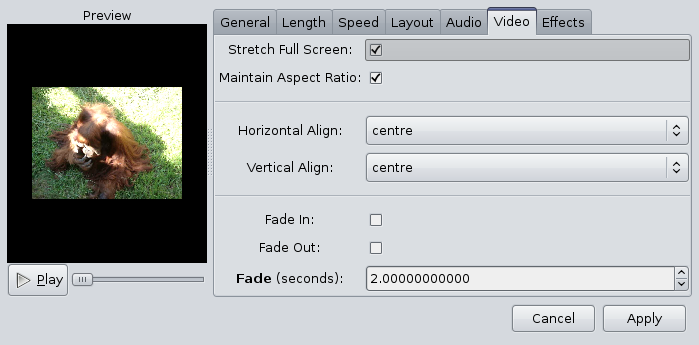 Preview
General Length Speed Layout Audio Video Effects
Stretch Full Screen:
Maintain Aspect Ratio:
Horizontal Align: centre
Vertical Align: centre
Fade In:
Fade Out:
Fade (seconds): 2.00000000000
Play
Cancel Apply